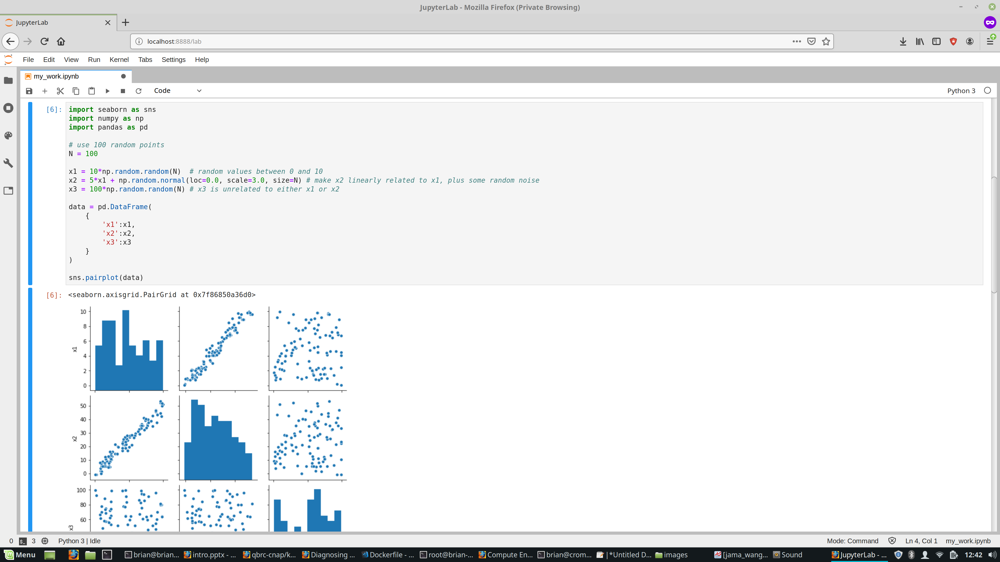 JupyterLab - Mozilla Firefox (Private Browsing)
JupyterLab
localhost:8888/lab
File Edit View Run Kernel Tabs Settings Help
my_work.ipynb
Code
Python 3
[6]:
import seaborn as sns
import numpy as np
import pandas as pd
# use 100 random points
N = 100
x1 = 10*np.random.random(N)  # random values between 0 and 10
x2 = 5*x1 + np.random.normal(loc=0.0, scale=3.0, size=N) # make x2 linearly related to x1, plus some random noise
x3 = 100*np.random.random(N) # x3 is unrelated to either x1 or x2
data = pd.DataFrame(
    {
        'x1':x1,
        'x2':x2,
        'x3':x3
    }
)
sns.pairplot(data)
[6]: <seaborn.axisgrid.PairGrid at 0x7f86850a36d0>
10
8
6
4
2
0
x1
50
40
30
20
10
0
x2
100
80
60
x3
0 $_ 3 Python 3 | Idle
Mode: Command Ln 4, Col 1 my_work.ipynb
Menu brian@brian... intro.pptx - ... qbrc-cnap/k... Diagnosing ... Dockerfile - ... root@brian-... Compute En... brian@crom... |*Untitled D... images [jama_wang... Sound JupyterLab - ... 12:42